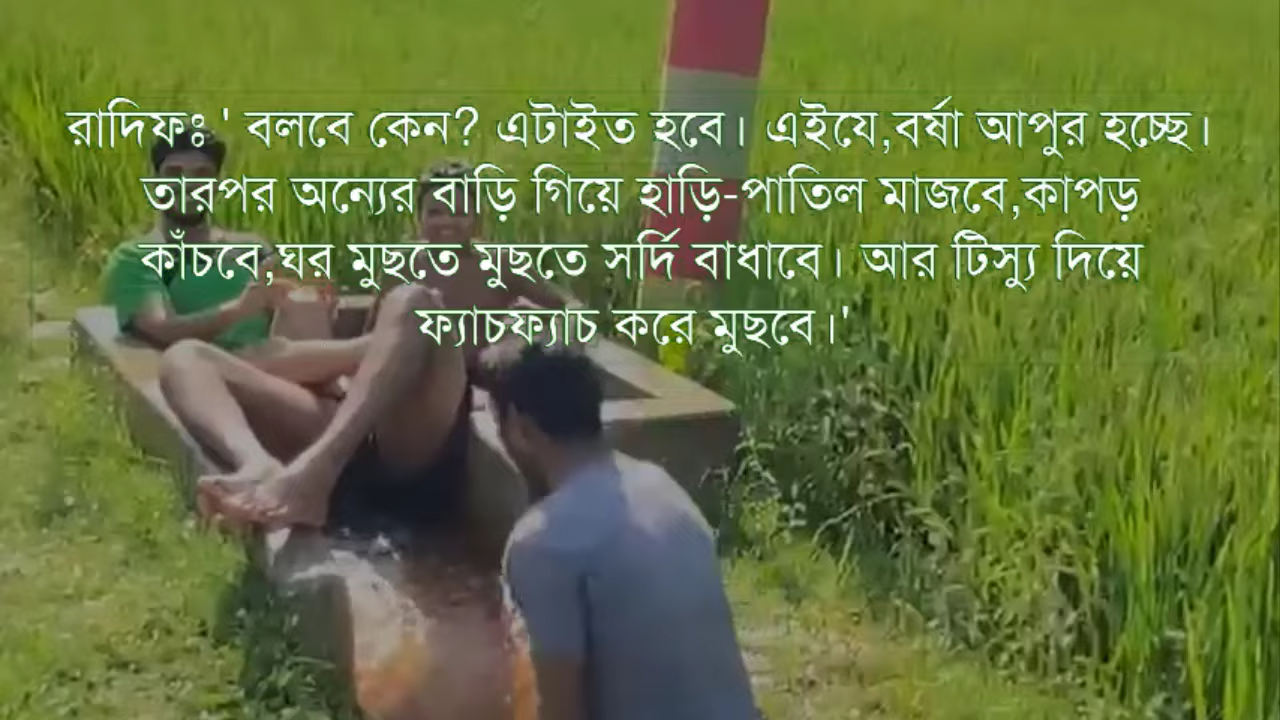 রাদিফঃ ' বলবে কেন? এটাইত হবে। এইযে,বর্ষা আপুর হচ্ছে।
তারপর অন্যের বাড়ি গিয়ে হাড়ি-পাতিল মাজবে,কাপড়
কাঁচবে,ঘর মুছতে মুছতে সর্দি বাধাবে। আর টিস্যু দিয়ে
ফ্যাচফ্যাচ করে মুছবে।'